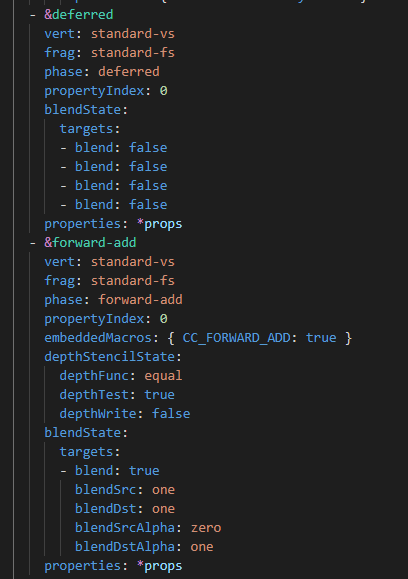 - &deferred
vert: standard-vs
frag: standard-fs
phase: deferred
propertyIndex: 0
blendState:
targets:
- blend: false
- blend: false
- blend: false
- blend: false
properties: *props
- &forward-add
vert: standard-vs
frag: standard-fs
phase: forward-add
propertyIndex: 0
embeddedMacros: { CC_FORWARD_ADD: true }
depthStencilState:
depthFunc: equal
depthTest: true
depthWrite: false
blendState:
targets:
- blend: true
blendSrc: one
blendDst: one
blendSrcAlpha: zero
blendDstAlpha: one
properties: *props